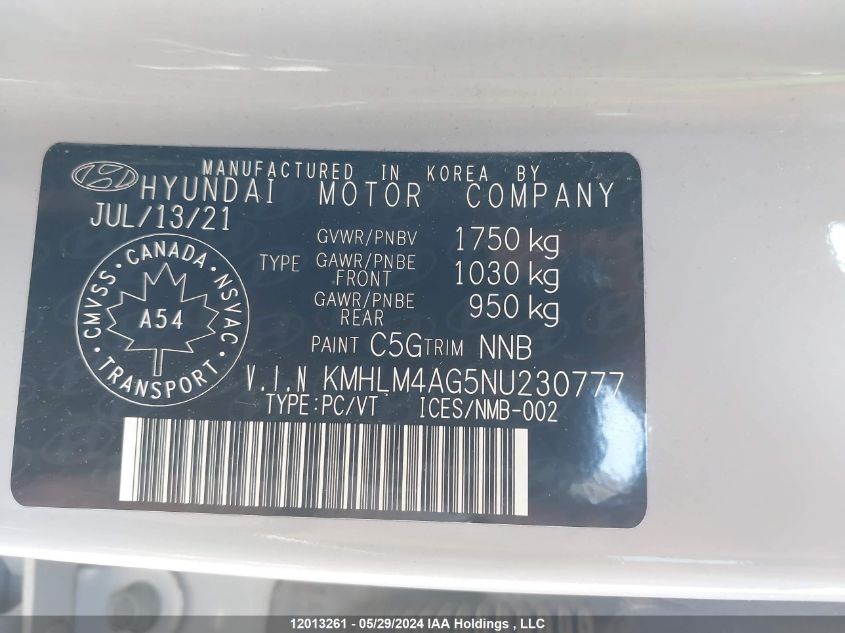 MANUFACTURED IN KOREA BY
HYUNDAI MOTOR COMPANY
JUL/13/21
GVWR/PNBV 1750 kg
TYPE GAWR/PNBE FRONT 1030 kg
GAWR/PNBE REAR 950 kg
PAINT C5G TRIM NNB
V.I.N KMHLM4AG5NU230777
TYPE:PC/VT ICES/NMB-002
CMVSS · CANADA · NSVAC · TRANSPORT ·
A54
12013261 - 05/29/2024 IAA Holdings , LLC